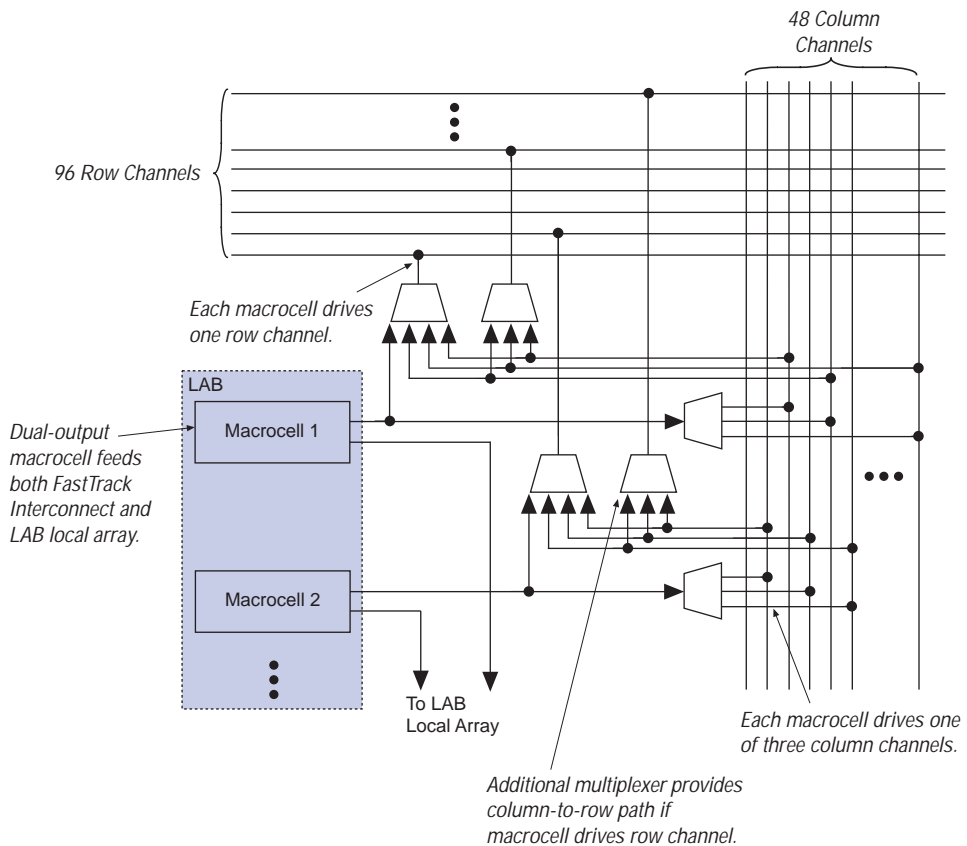 48 Column
Channels
96 Row Channels
Each macrocell drives
one row channel.
LAB
Macrocell 1
Dual-output
macrocell feeds
both FastTrack
Interconnect and
LAB local array.
Macrocell 2
To LAB
Local Array
Each macrocell drives one
of three column channels.
Additional multiplexer provides
column-to-row path if
macrocell drives row channel.